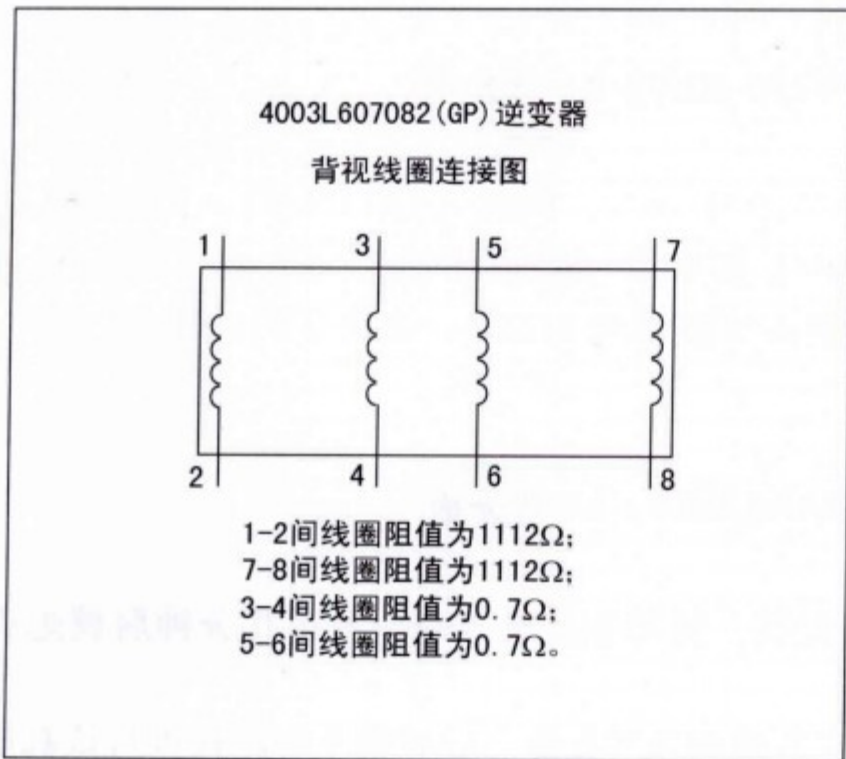 4003L607082(GP)逆变器
背视线圈连接图
1 3 5 7
2 4 6 8
1-2间线圈阻值为1112Ω;
7-8间线圈阻值为1112Ω;
3-4间线圈阻值为0.7Ω;
5-6间线圈阻值为0.7Ω。